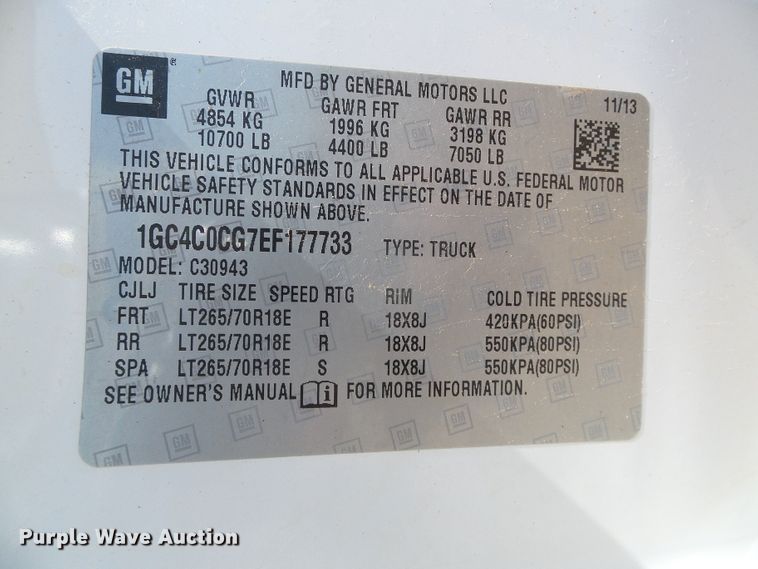 GM ®
MFD BY GENERAL MOTORS LLC 11/13
GVWR GAWR FRT GAWR RR
4854 KG 1996 KG 3198 KG
10700 LB 4400 LB 7050 LB
THIS VEHICLE CONFORMS TO ALL APPLICABLE U.S. FEDERAL MOTOR
VEHICLE SAFETY STANDARDS IN EFFECT ON THE DATE OF
MANUFACTURE SHOWN ABOVE.
1GC4C0CG7EF177733 TYPE: TRUCK
MODEL: C30943
CJLJ TIRE SIZE SPEED RTG RIM COLD TIRE PRESSURE
FRT LT265/70R18E R 18X8J 420KPA(60PSI)
RR LT265/70R18E R 18X8J 550KPA(80PSI)
SPA LT265/70R18E S 18X8J 550KPA(80PSI)
SEE OWNER'S MANUAL i FOR MORE INFORMATION.
Purple Wave Auction